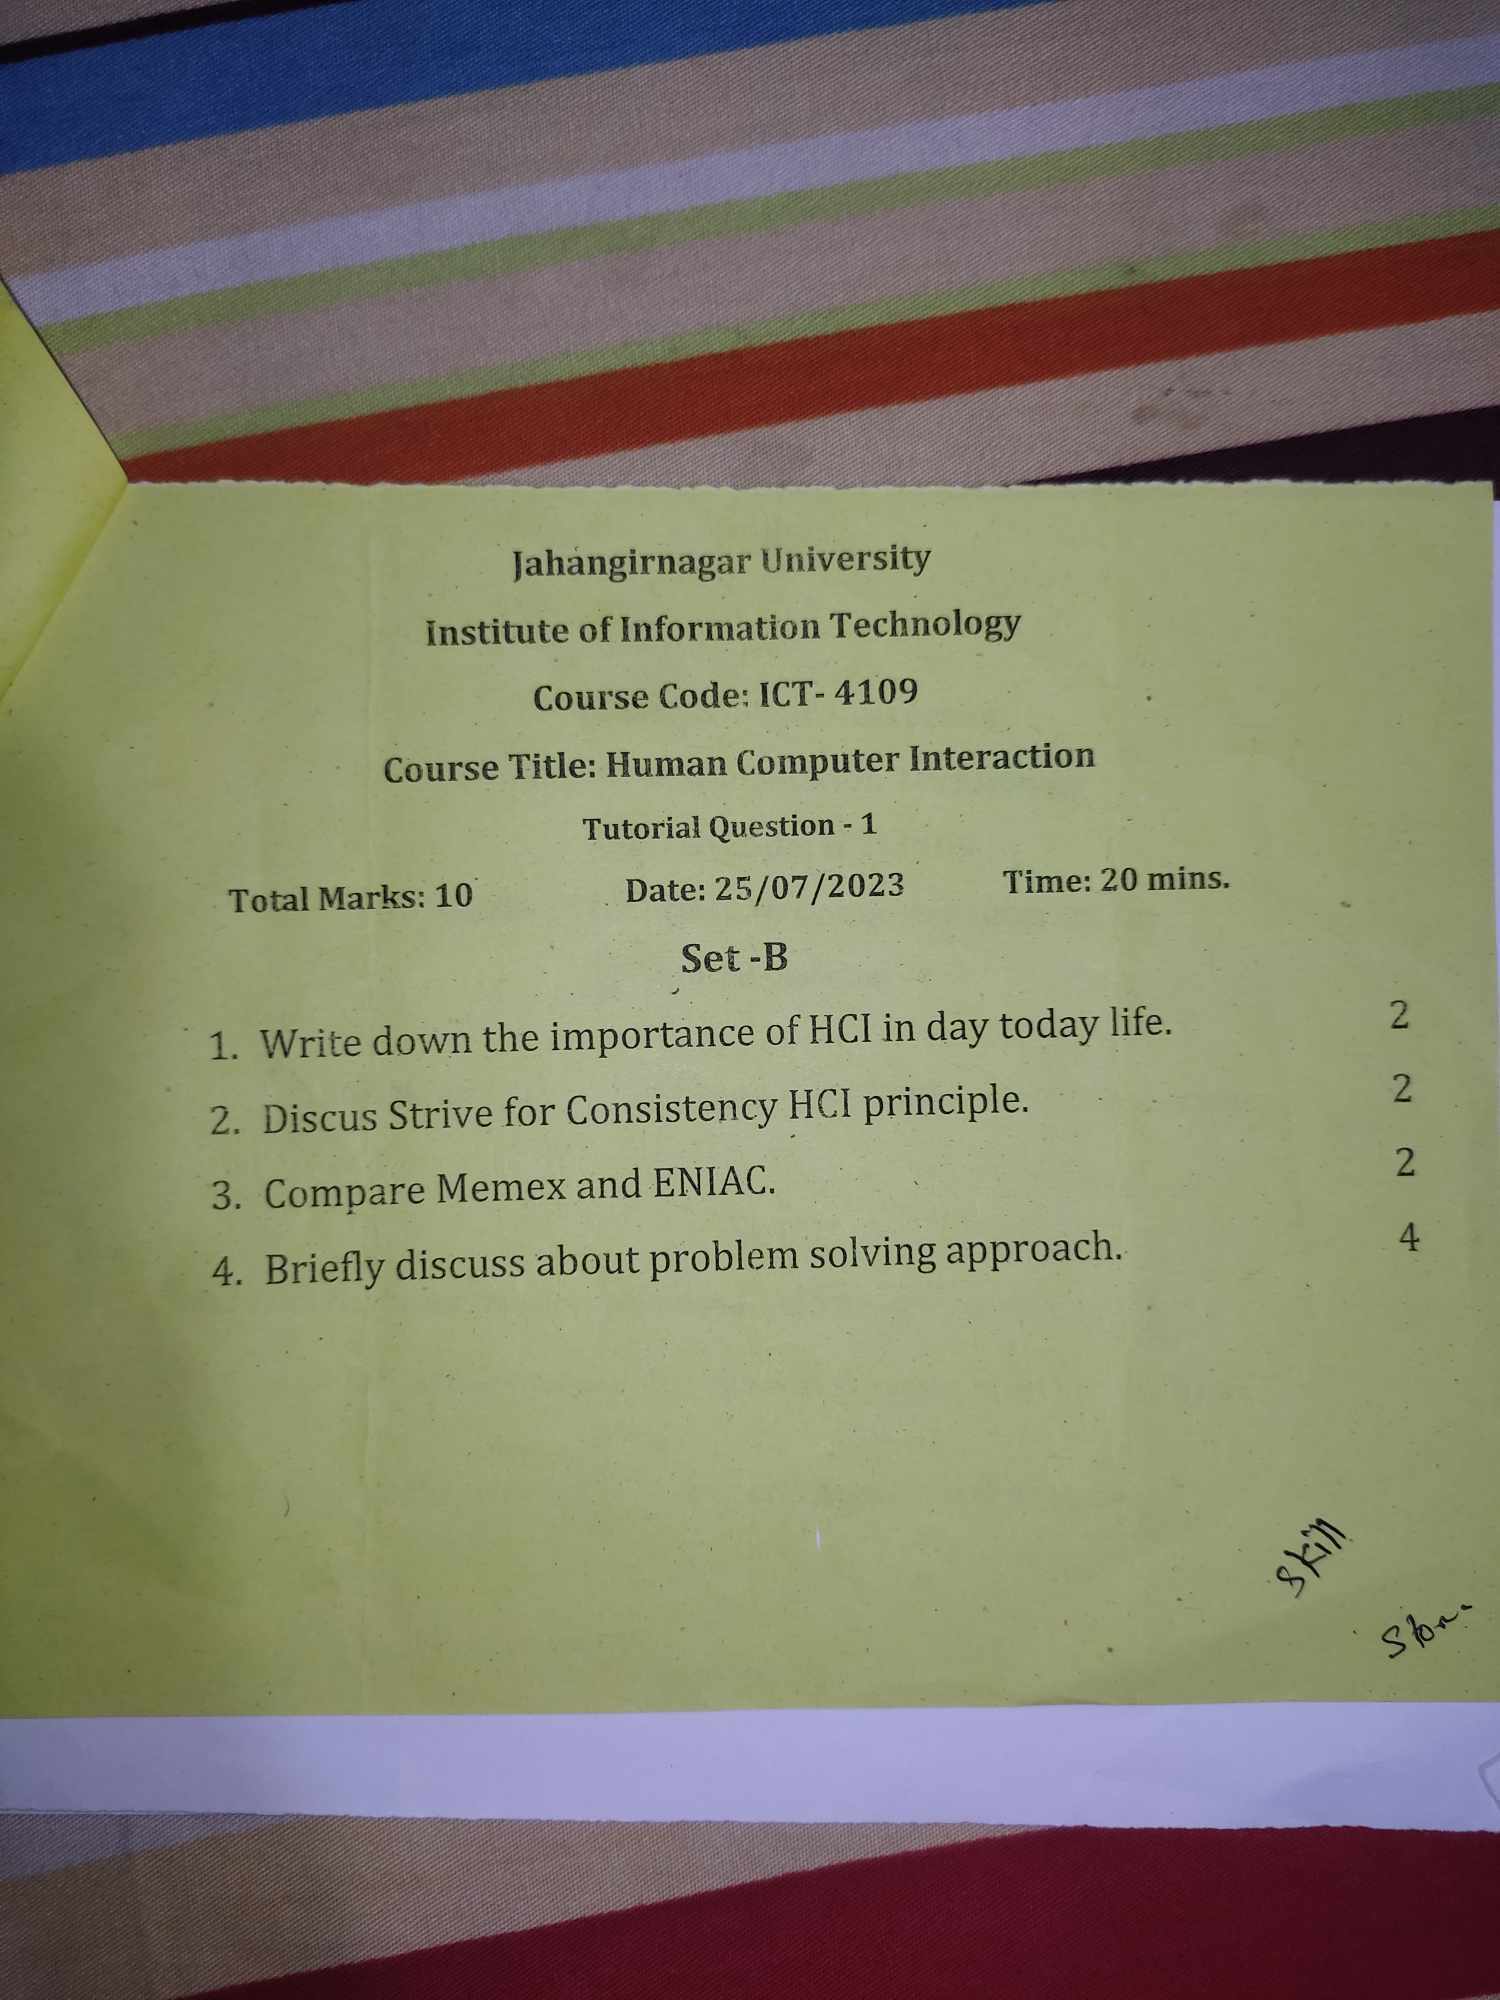 Jahangirnagar University
Institute of Information Technology
Course Code: ICT- 4109
Course Title: Human Computer Interaction
Tutorial Question - 1
Total Marks: 10 Date: 25/07/2023 Time: 20 mins.
Set -B
1. Write down the importance of HCI in day today life. 2
2. Discus Strive for Consistency HCI principle. 2
3. Compare Memex and ENIAC. 2
4. Briefly discuss about problem solving approach. 4
Skill